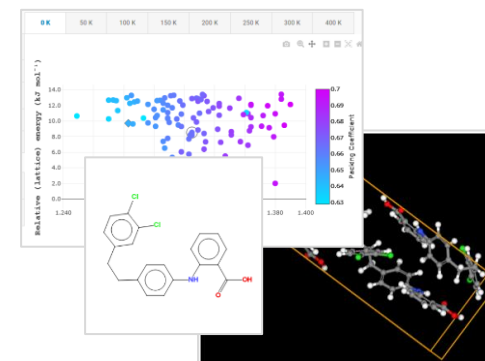 0 K 50 K 100 K 150 K 200 K 250 K 300 K 400 K
Relative (lattice) energy (kJ mol⁻¹)
14.0
12.0
10.0
8.0
6.0
4.0
2.0
0.0
1.240 1.380 1.400
0.7
0.69
0.68
0.67
0.66
0.65
0.64
0.63
Packing Coefficient
Cl
Cl
NH
OH
O